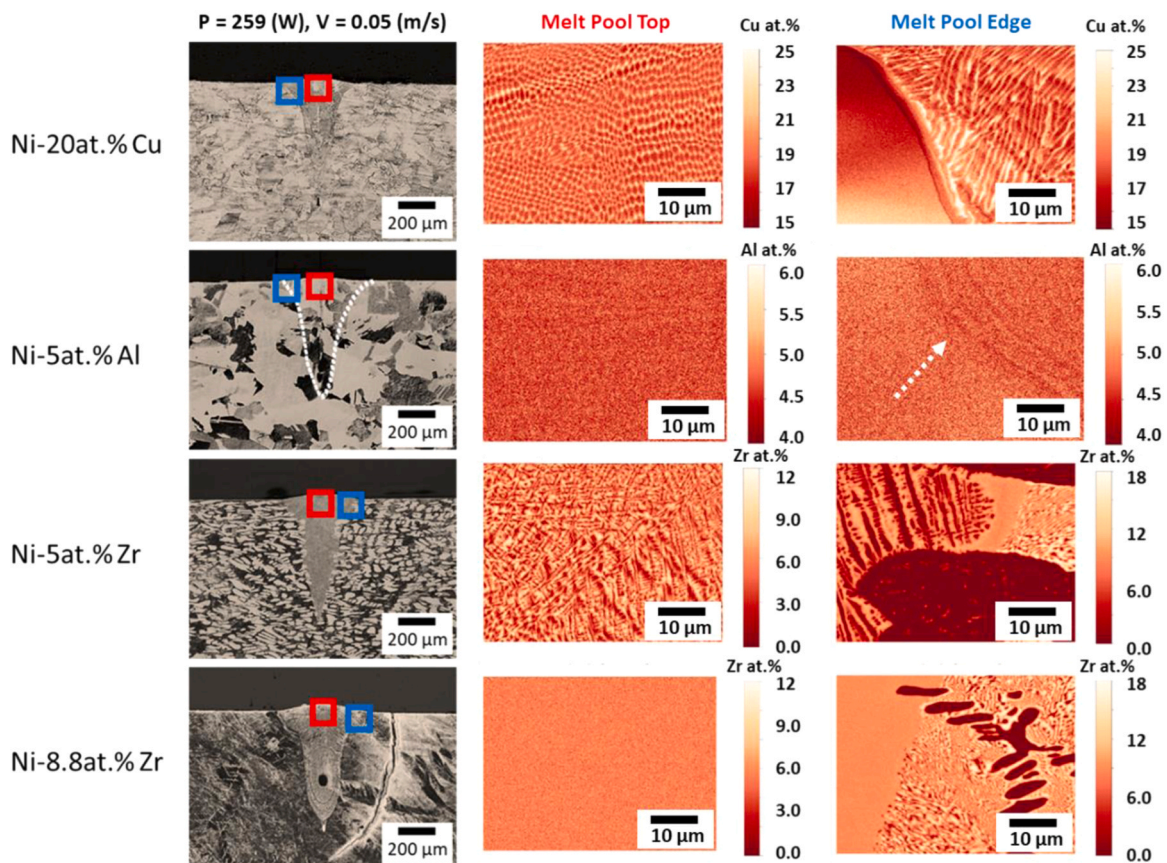 P = 259 (W), V = 0.05 (m/s)
Melt Pool Top
Cu at.%
Melt Pool Edge
Cu at.%
Ni-20at.% Cu
200 µm
10 µm
25
23
21
19
17
15
10 µm
25
23
21
19
17
15
Ni-5at.% Al
200 µm
10 µm
Al at.%
6.0
5.5
5.0
4.5
4.0
10 µm
Al at.%
6.0
5.5
5.0
4.5
4.0
Ni-5at.% Zr
200 µm
10 µm
Zr at.%
12
9.0
6.0
3.0
0.0
10 µm
Zr at.%
18
12
6.0
0.0
Ni-8.8at.% Zr
200 µm
10 µm
Zr at.%
12
9.0
6.0
3.0
0.0
10 µm
Zr at.%
18
12
6.0
0.0